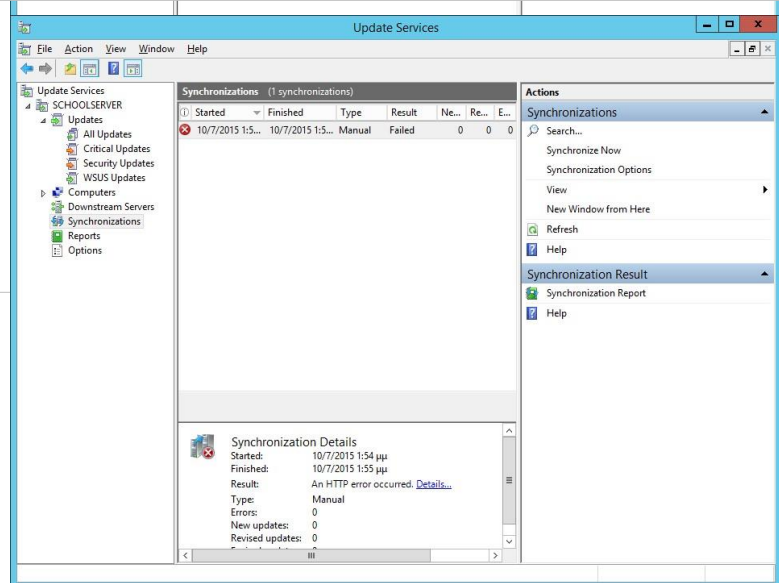 Update Services
File Action View Window Help
Update Services
SCHOOLSERVER
Updates
All Updates
Critical Updates
Security Updates
WSUS Updates
Computers
Downstream Servers
Synchronizations
Reports
Options
Synchronizations (1 synchronizations)
Started Finished Type Result Ne... Re... E...
10/7/2015 1:5... 10/7/2015 1:5... Manual Failed 0 0 0
Synchronization Details
Started: 10/7/2015 1:54 μμ
Finished: 10/7/2015 1:55 μμ
Result: An HTTP error occurred. Details...
Type: Manual
Errors: 0
New updates: 0
Revised updates: 0
Actions
Synchronizations
Search...
Synchronize Now
Synchronization Options
View
New Window from Here
Refresh
Help
Synchronization Result
Synchronization Report
Help